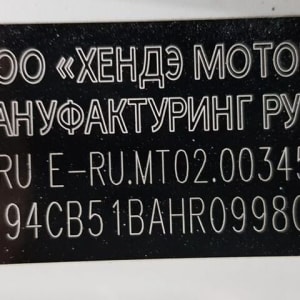 ОО «ХЕНДЭ МОТО
АНУФАКТУРИНГ РУ
RU E-RU.MT02.00345
94CB51BAHR09980